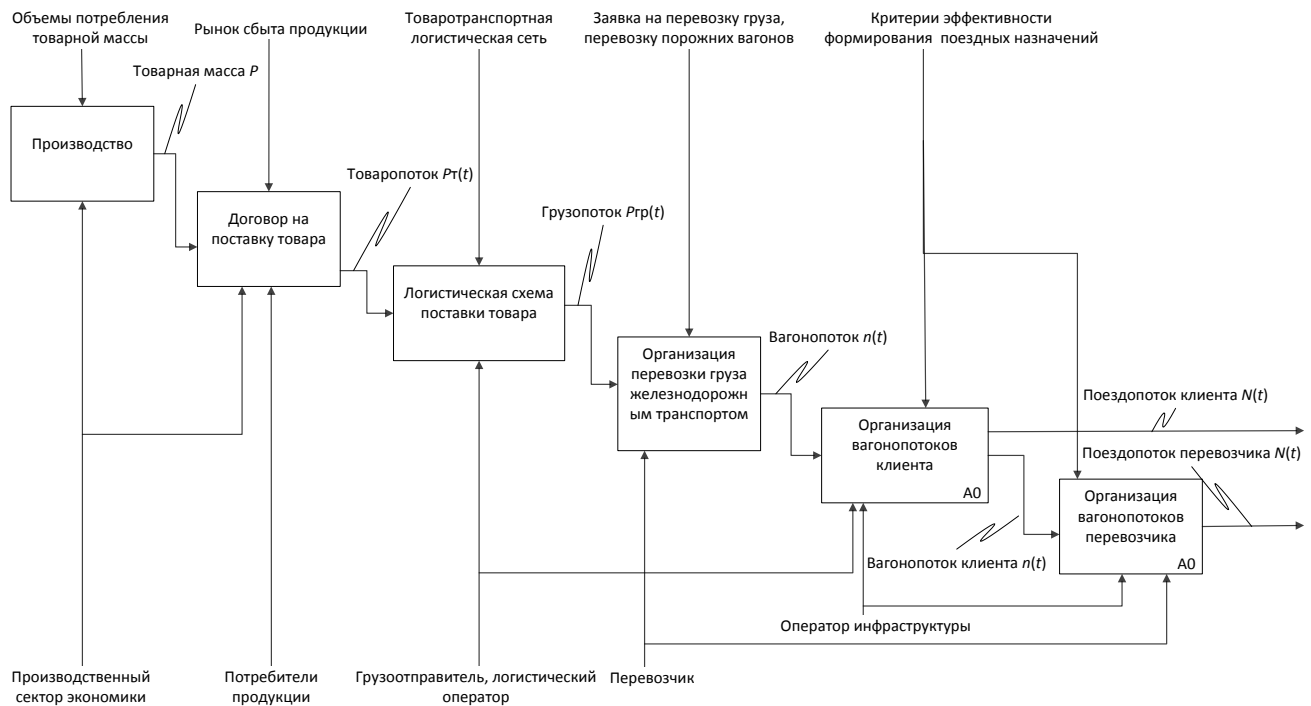 Объемы потребления
товарной массы
Рынок сбыта продукции
Товаротранспортная
логистическая сеть
Заявка на перевозку груза,
перевозку порожних вагонов
Критерии эффективности
формирования поездных назначений
Товарная масса P
Производство
Товаропоток Pт(t)
Договор на
поставку товара
Грузопоток Pгр(t)
Логистическая схема
поставки товара
Вагонопоток n(t)
Организация
перевозки груза
железнодорожн
ым транспортом
Поездопоток клиента N(t)
Организация
вагонопотоков
клиента
A0
Поездопоток перевозчика N(t)
Организация
вагонопотоков
перевозчика
A0
Вагонопоток клиента n(t)
Оператор инфраструктуры
Производственный
сектор экономики
Потребители
продукции
Грузоотправитель, логистический
оператор
Перевозчик